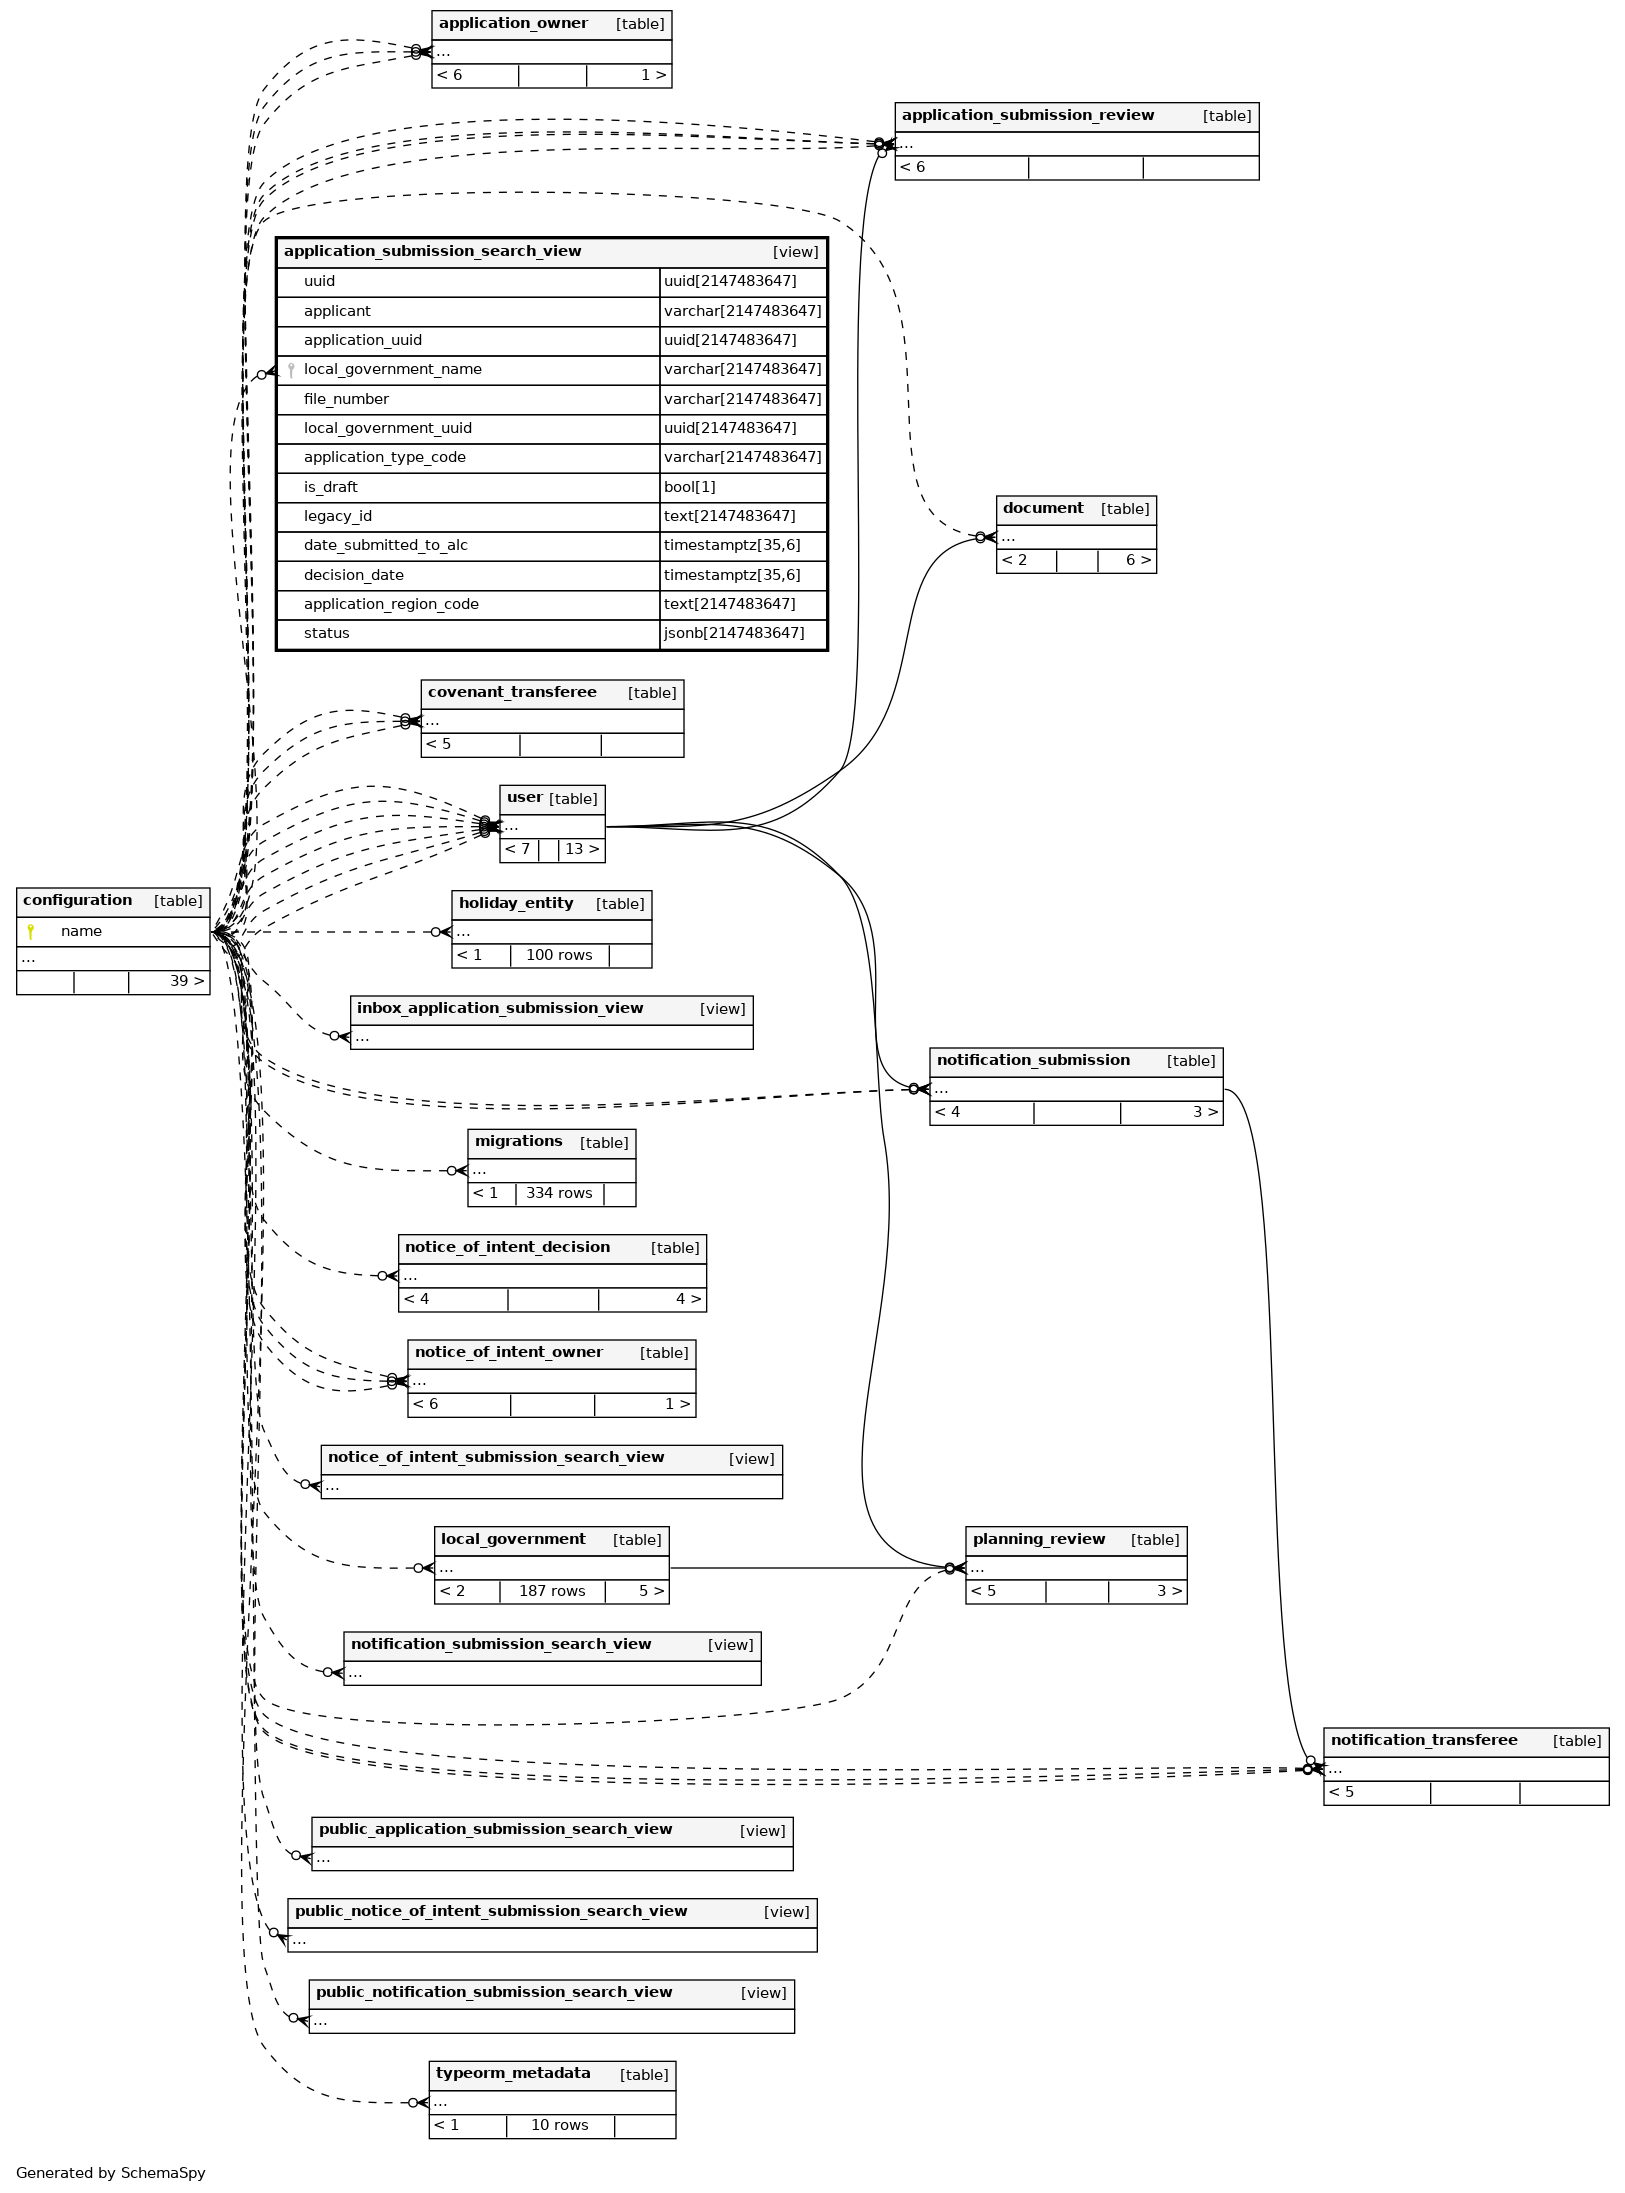 application_owner [table]
...
< 6 1 >
application_submission_review [table]
...
< 6
application_submission_search_view [view]
uuid uuid[2147483647]
applicant varchar[2147483647]
application_uuid uuid[2147483647]
local_government_name varchar[2147483647]
file_number varchar[2147483647]
local_government_uuid uuid[2147483647]
application_type_code varchar[2147483647]
is_draft bool[1]
legacy_id text[2147483647]
date_submitted_to_alc timestamptz[35,6]
decision_date timestamptz[35,6]
application_region_code text[2147483647]
status jsonb[2147483647]
document [table]
...
< 2 6 >
covenant_transferee [table]
...
< 5
user [table]
...
< 7 13 >
configuration [table]
name
...
39 >
holiday_entity [table]
...
< 1 100 rows
inbox_application_submission_view [view]
...
notification_submission [table]
...
< 4 3 >
migrations [table]
...
< 1 334 rows
notice_of_intent_decision [table]
...
< 4 4 >
notice_of_intent_owner [table]
...
< 6 1 >
notice_of_intent_submission_search_view [view]
...
local_government [table]
...
< 2 187 rows 5 >
planning_review [table]
...
< 5 3 >
notification_submission_search_view [view]
...
notification_transferee [table]
...
< 5
public_application_submission_search_view [view]
...
public_notice_of_intent_submission_search_view [view]
...
public_notification_submission_search_view [view]
...
typeorm_metadata [table]
...
< 1 10 rows
Generated by SchemaSpy